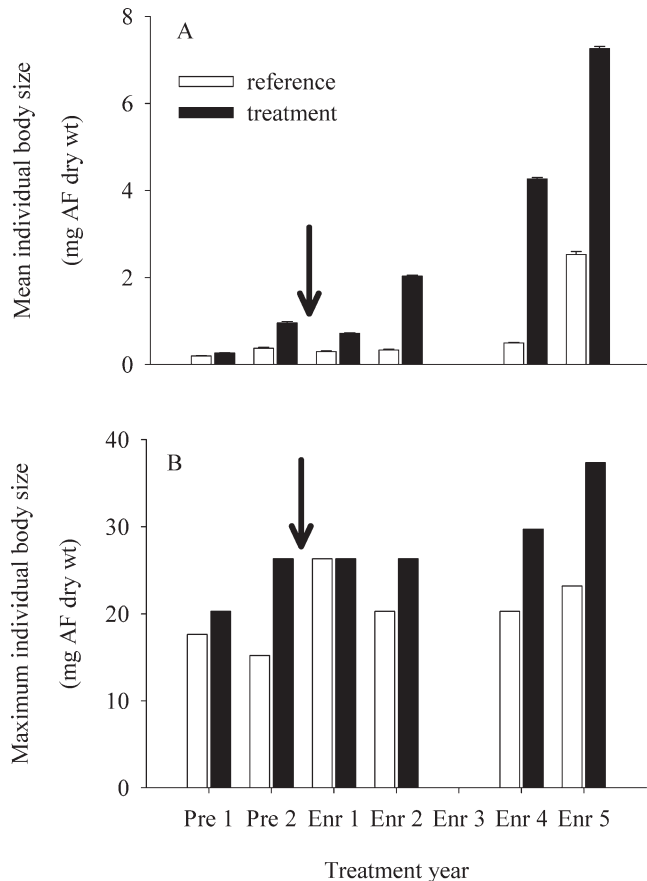 A
reference
treatment
Mean individual body size
(mg AF dry wt)
8
6
4
2
0
B
Maximum individual body size
(mg AF dry wt)
40
30
20
10
0
Pre 1 Pre 2 Enr 1 Enr 2 Enr 3 Enr 4 Enr 5
Treatment year